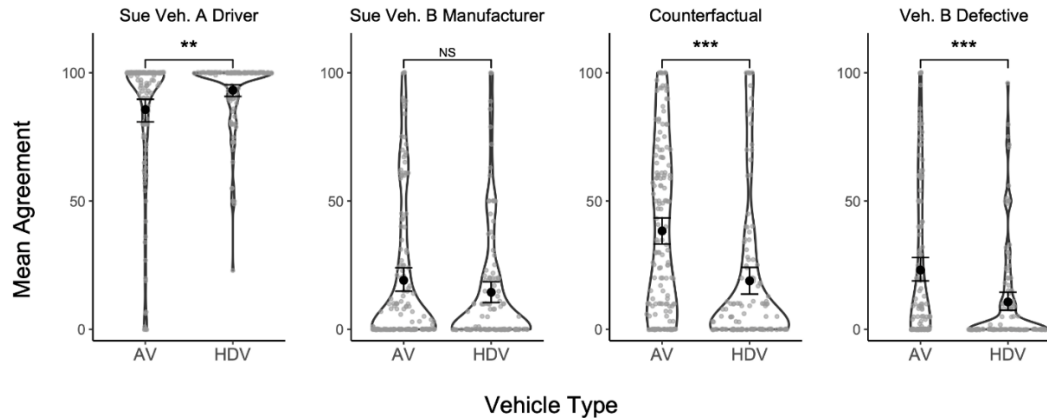 Sue Veh. A Driver
Sue Veh. B Manufacturer
Counterfactual
Veh. B Defective
**
NS
***
***
Mean Agreement
100
50
0
100
50
0
100
50
0
100
50
0
AV HDV
AV HDV
AV HDV
AV HDV
Vehicle Type